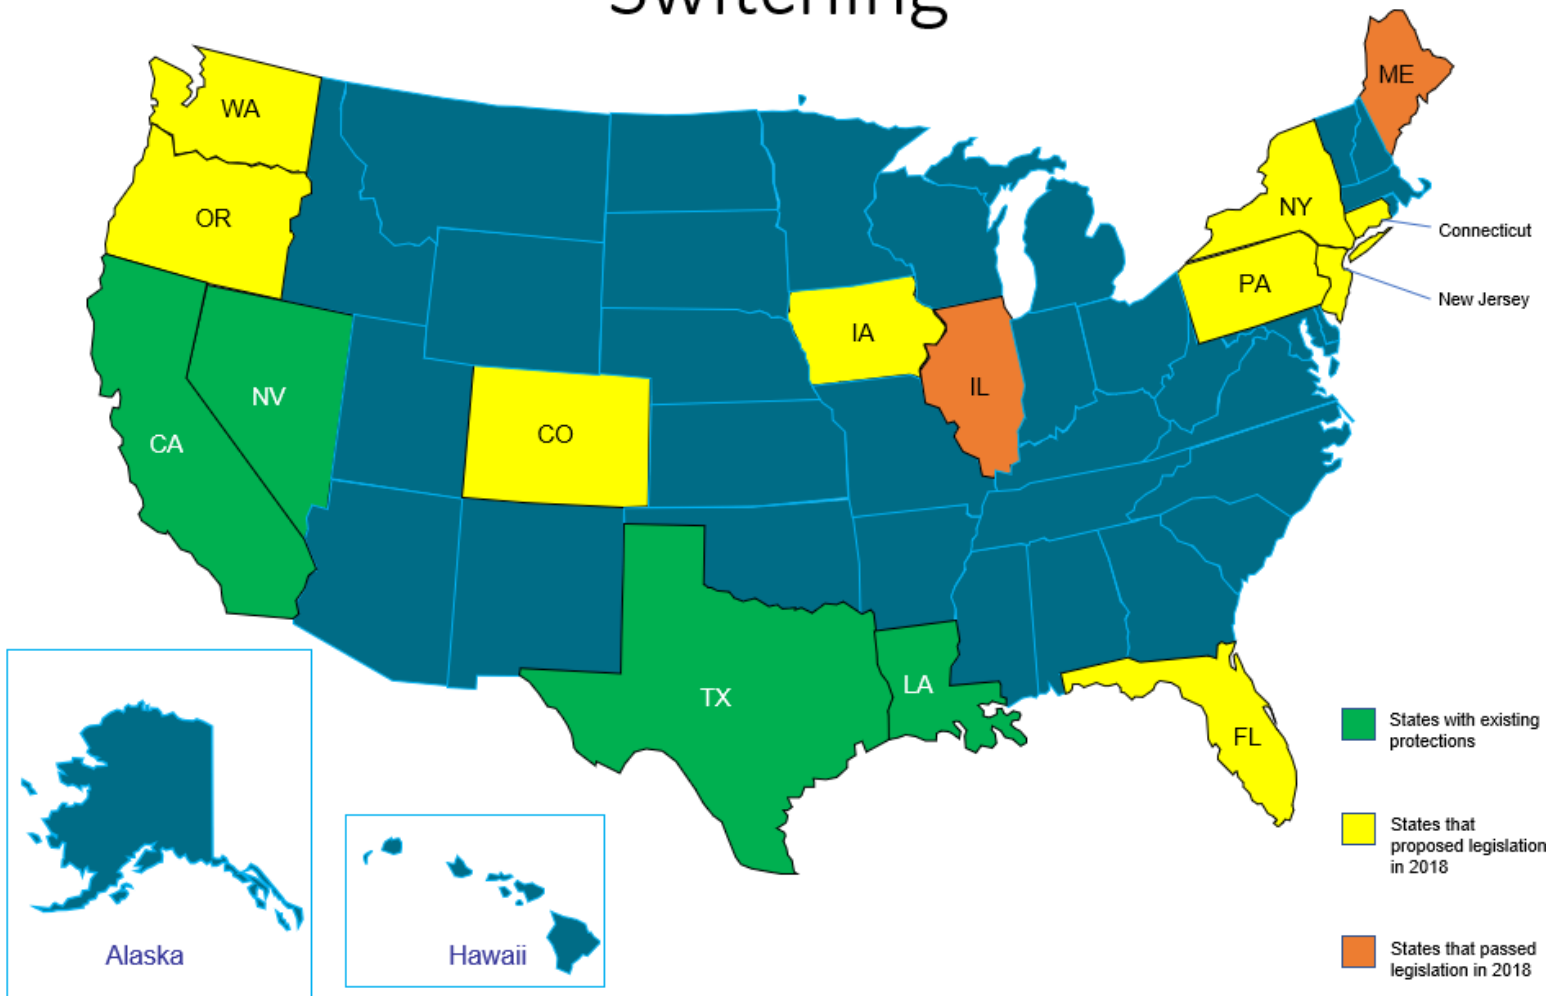 Switching
ME
WA
OR
NY
Connecticut
PA
New Jersey
IA
IL
NV
CO
CA
TX
LA
FL
States with existing
protections
States that
proposed legislation
in 2018
States that passed
legislation in 2018
Alaska
Hawaii